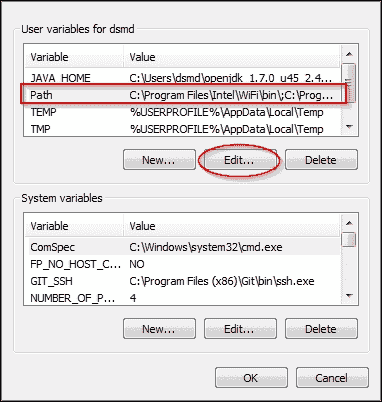 User variables for dsmd
Variable Value
JAVA_HOME C:\Users\dsmd\openjdk_1.7.0_u45_2.4...
Path C:\Program Files\Intel\WiFi\bin\;C:\Prog...
TEMP %USERPROFILE%\AppData\Local\Temp
TMP %USERPROFILE%\AppData\Local\Temp
New... Edit... Delete
System variables
Variable Value
ComSpec C:\Windows\system32\cmd.exe
FP_NO_HOST_C... NO
GIT_SSH C:\Program Files (x86)\Git\bin\ssh.exe
NUMBER_OF_P... 4
New... Edit... Delete
OK Cancel